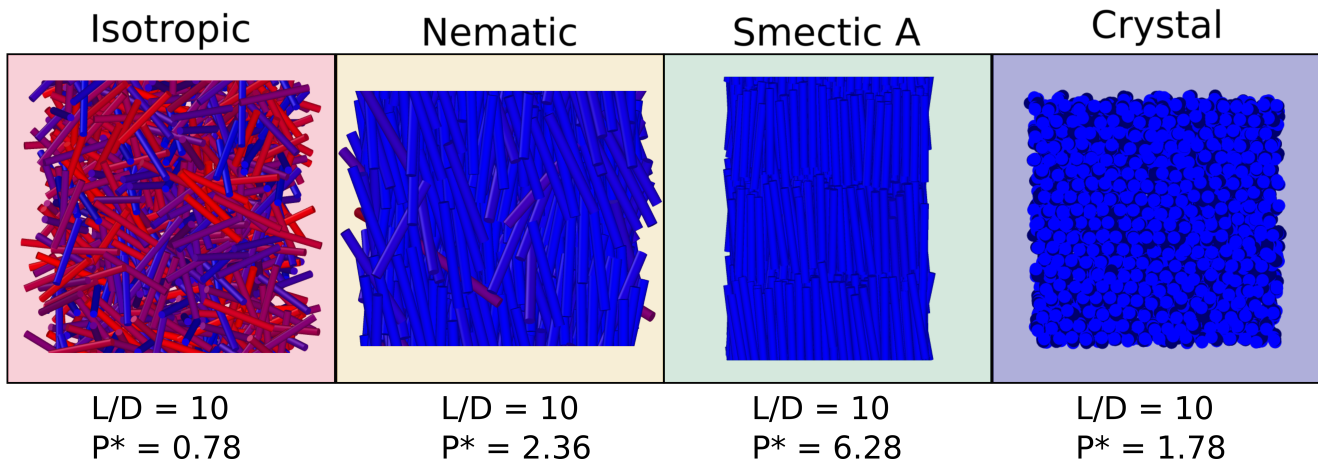 Isotropic
Nematic
Smectic A
Crystal
L/D = 10
P* = 0.78
L/D = 10
P* = 2.36
L/D = 10
P* = 6.28
L/D = 10
P* = 1.78